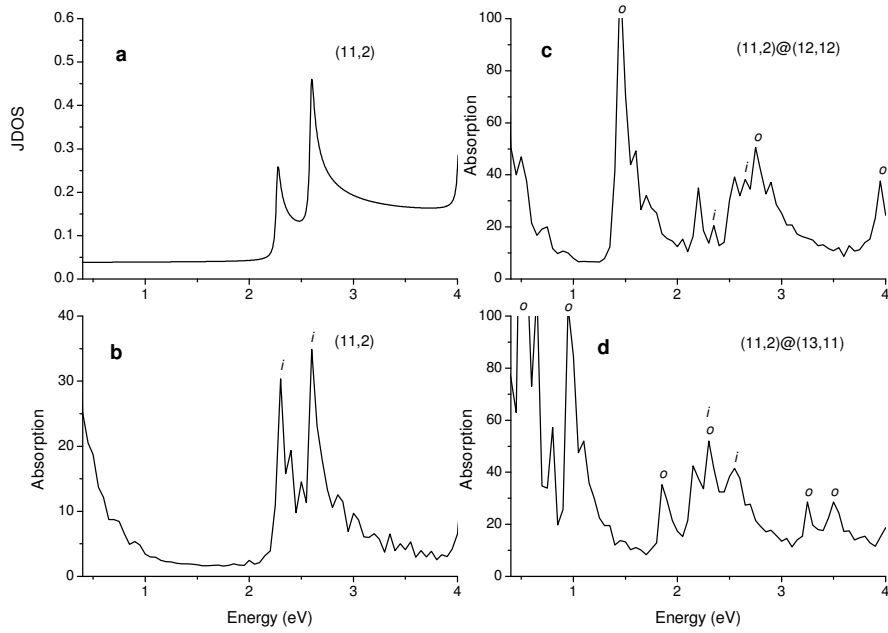 a
(11,2)
JDOS
0.6
0.5
0.4
0.3
0.2
0.1
0.0
1
2
3
4
b
i
i
(11,2)
Absorption
40
30
20
10
0
1
2
3
4
Energy (eV)
c
(11,2)@(12,12)
o
i
i
o
o
Absorption
100
80
60
40
20
0
1
2
3
4
d
(11,2)@(13,11)
o
o
o
i
o
i
o
o
Absorption
100
80
60
40
20
0
1
2
3
4
Energy (eV)